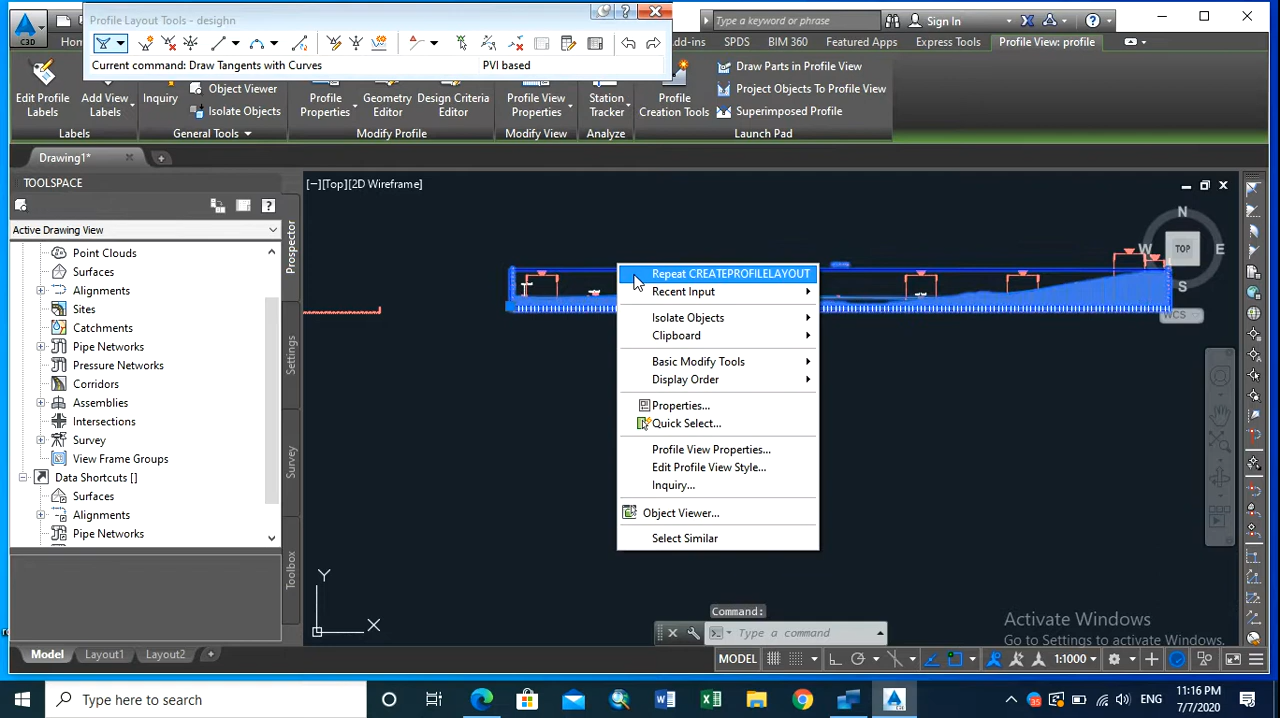 Profile Layout Tools - desighn
Current command: Draw Tangents with Curves
PVI based
C3D
Type a keyword or phrase
Sign In
Add-ins
SPDS
BIM 360
Featured Apps
Express Tools
Profile View: profile
Edit Profile Labels
Add View Labels
Inquiry
Object Viewer
Isolate Objects
Profile Properties
Geometry Editor
Design Criteria Editor
Profile View Properties
Station Tracker
Profile Creation Tools
Draw Parts in Profile View
Project Objects To Profile View
Superimposed Profile
Labels
General Tools
Modify Profile
Modify View
Analyze
Launch Pad
Drawing1*
TOOLSPACE
Active Drawing View
Point Clouds
Surfaces
Alignments
Sites
Catchments
Pipe Networks
Pressure Networks
Corridors
Assemblies
Intersections
Survey
View Frame Groups
Data Shortcuts []
Surfaces
Alignments
Pipe Networks
Prospector
Settings
Survey
Toolbox
[−][Top][2D Wireframe]
N
W
TOP
E
S
WCS
Repeat CREATEPROFILELAYOUT
Recent Input
Isolate Objects
Clipboard
Basic Modify Tools
Display Order
Properties...
Quick Select...
Profile View Properties...
Edit Profile View Style...
Inquiry...
Object Viewer...
Select Similar
Y
X
Command:
Type a command
Activate Windows
Go to Settings to activate Windows.
Model
Layout1
Layout2
MODEL
1:1000
Type here to search
ENG
11:16 PM
7/7/2020